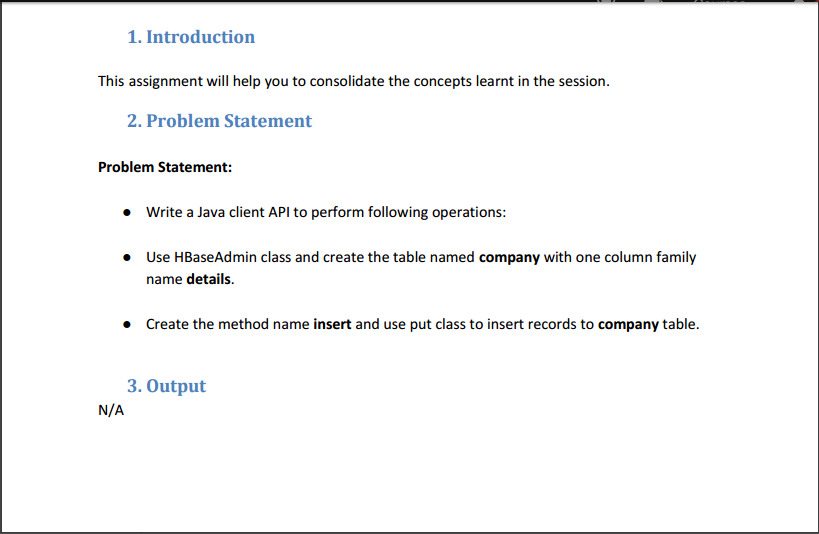 1. Introduction
This assignment will help you to consolidate the concepts learnt in the session.
2. Problem Statement
Problem Statement:
● Write a Java client API to perform following operations:
● Use HBaseAdmin class and create the table named company with one column family
name details.
● Create the method name insert and use put class to insert records to company table.
3. Output
N/A